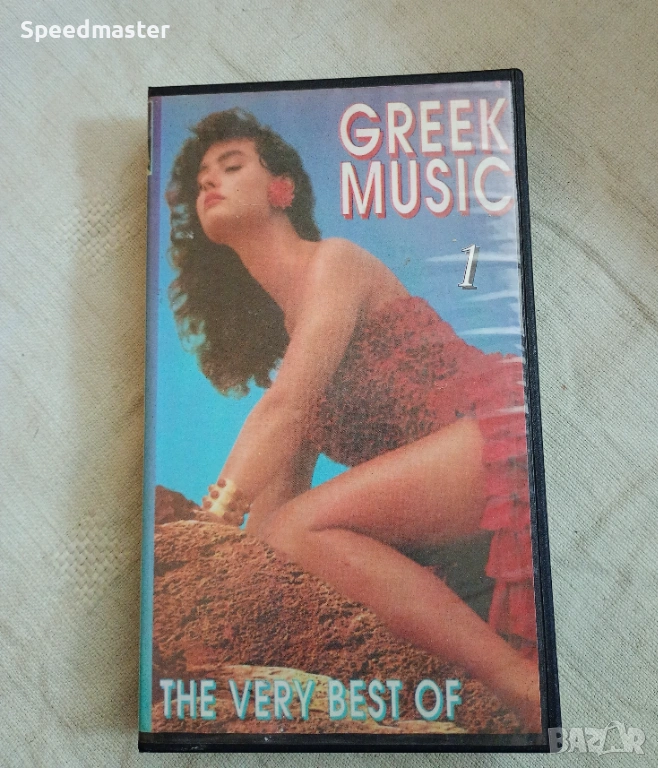 Speedmaster
GREEK
MUSIC
1
THE VERY BEST OF
BAZAR